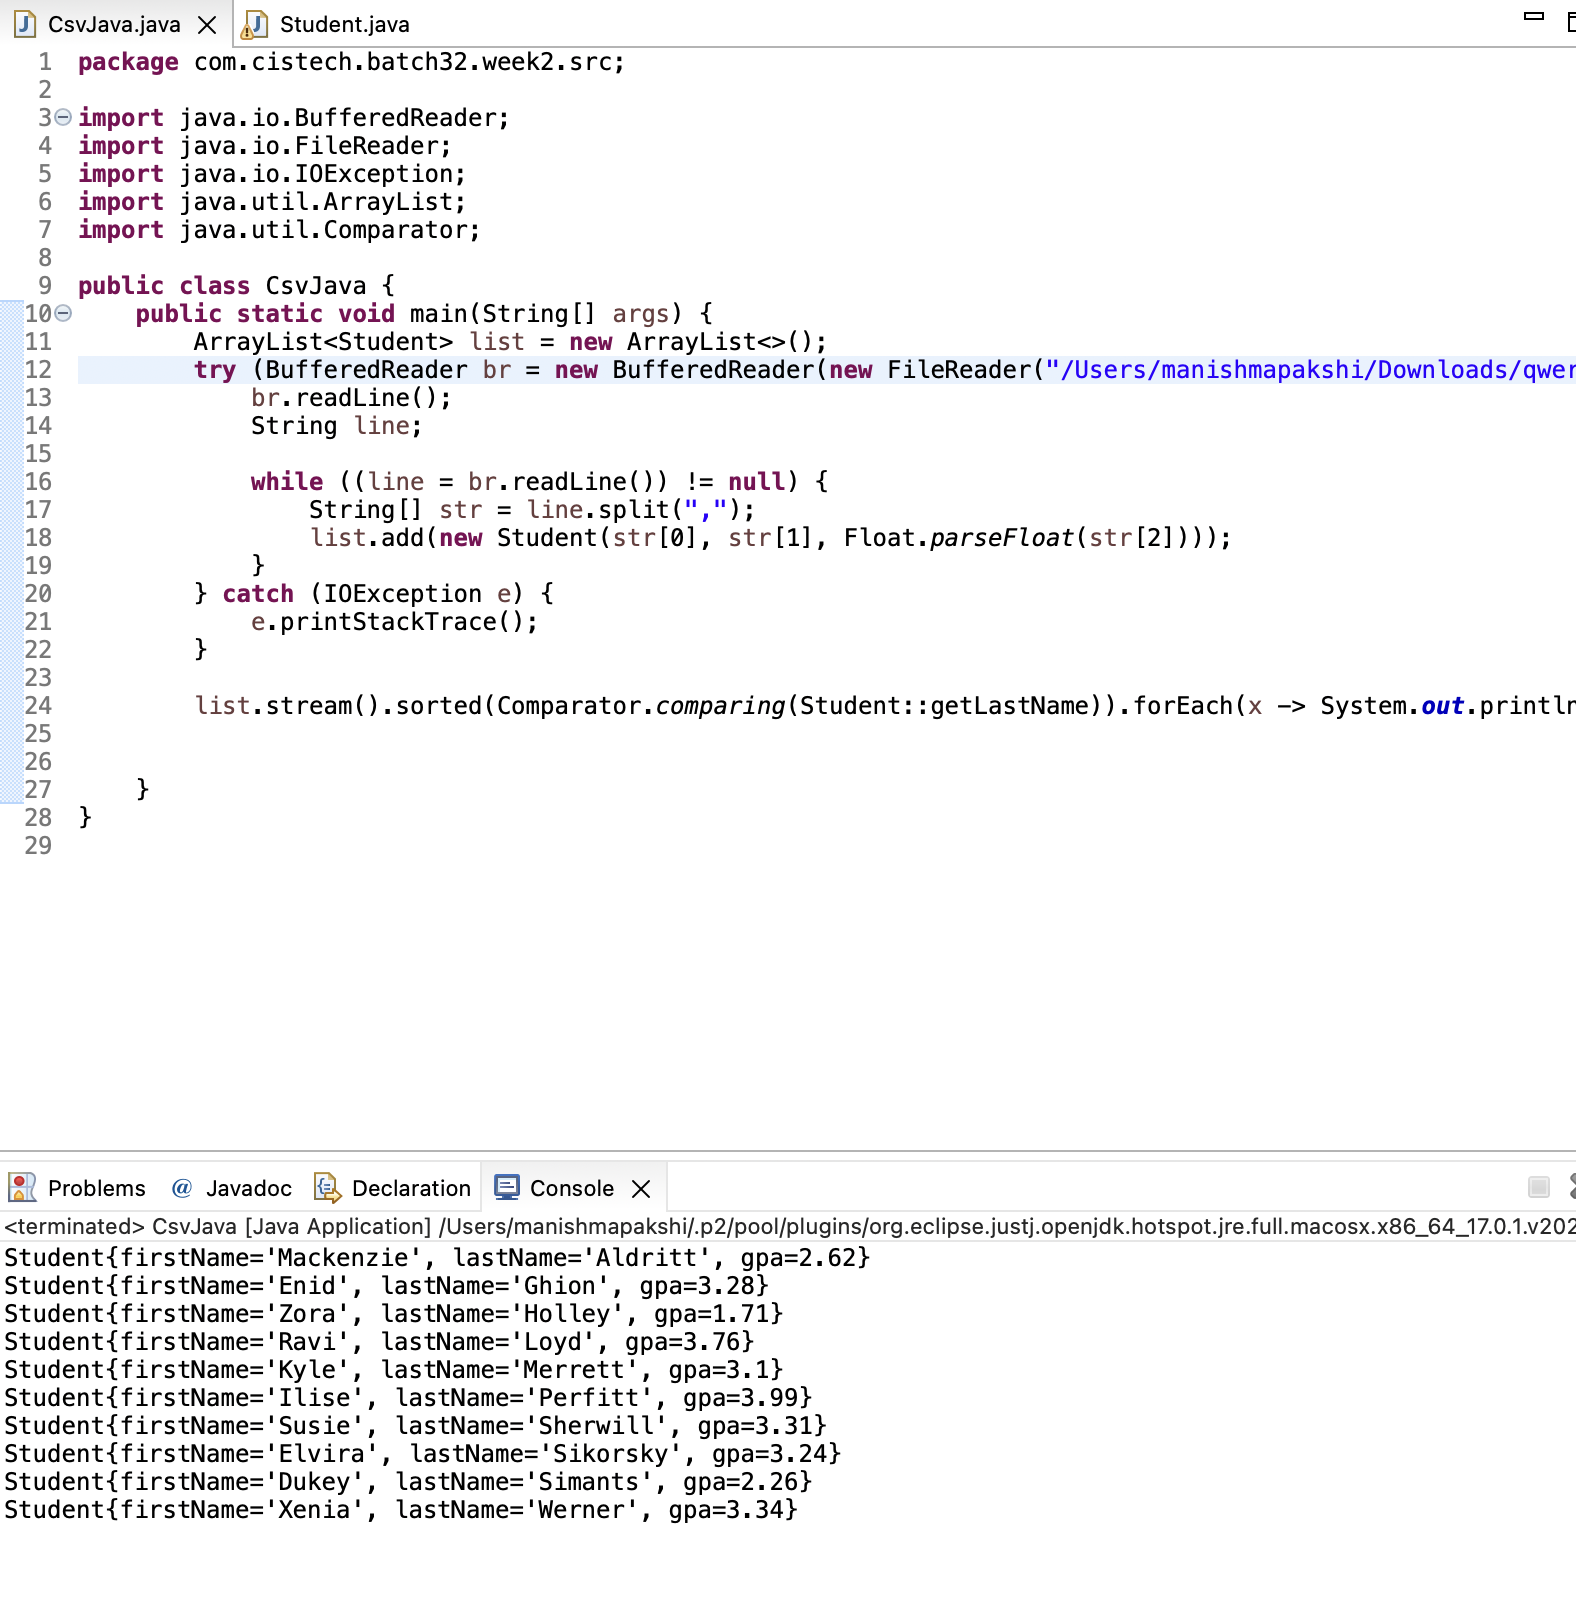 CsvJava.java Student.java
1 package com.cistech.batch32.week2.src;
2
3 import java.io.BufferedReader;
4 import java.io.FileReader;
5 import java.io.IOException;
6 import java.util.ArrayList;
7 import java.util.Comparator;
8
9 public class CsvJava {
10 public static void main(String[] args) {
11 ArrayList<Student> list = new ArrayList<>();
12 try (BufferedReader br = new BufferedReader(new FileReader("/Users/manishmapakshi/Downloads/qwer
13 br.readLine();
14 String line;
15
16 while ((line = br.readLine()) != null) {
17 String[] str = line.split(",");
18 list.add(new Student(str[0], str[1], Float.parseFloat(str[2])));
19 }
20 } catch (IOException e) {
21 e.printStackTrace();
22 }
23
24 list.stream().sorted(Comparator.comparing(Student::getLastName)).forEach(x -> System.out.println
25
26
27 }
28 }
29
Problems @ Javadoc Declaration Console
<terminated> CsvJava [Java Application] /Users/manishmapakshi/.p2/pool/plugins/org.eclipse.justj.openjdk.hotspot.jre.full.macosx.x86_64_17.0.1.v202
Student{firstName='Mackenzie', lastName='Aldritt', gpa=2.62}
Student{firstName='Enid', lastName='Ghion', gpa=3.28}
Student{firstName='Zora', lastName='Holley', gpa=1.71}
Student{firstName='Ravi', lastName='Loyd', gpa=3.76}
Student{firstName='Kyle', lastName='Merrett', gpa=3.1}
Student{firstName='Ilise', lastName='Perfitt', gpa=3.99}
Student{firstName='Susie', lastName='Sherwill', gpa=3.31}
Student{firstName='Elvira', lastName='Sikorsky', gpa=3.24}
Student{firstName='Dukey', lastName='Simants', gpa=2.26}
Student{firstName='Xenia', lastName='Werner', gpa=3.34}